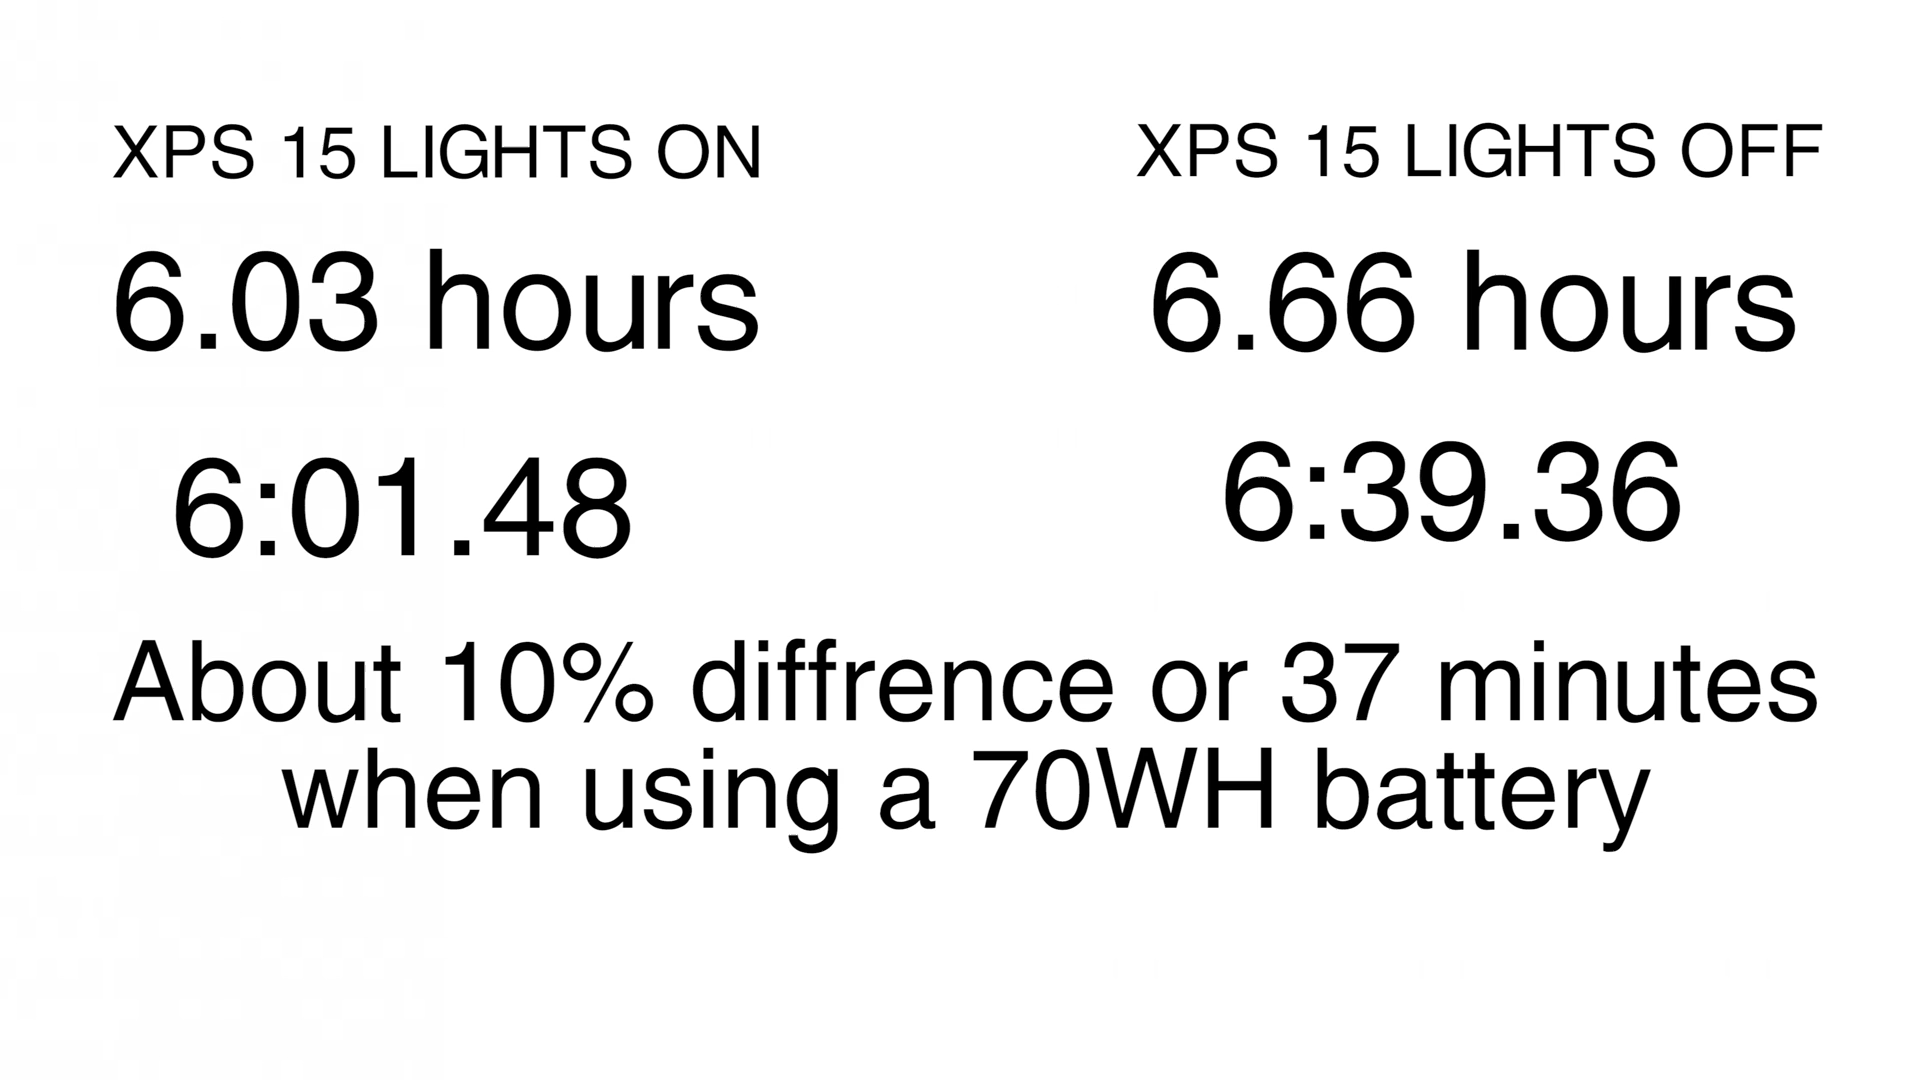 XPS 15 LIGHTS ON
XPS 15 LIGHTS OFF
6.03 hours
6.66 hours
6:01.48
6:39.36
About 10% diffrence or 37 minutes
when using a 70WH battery